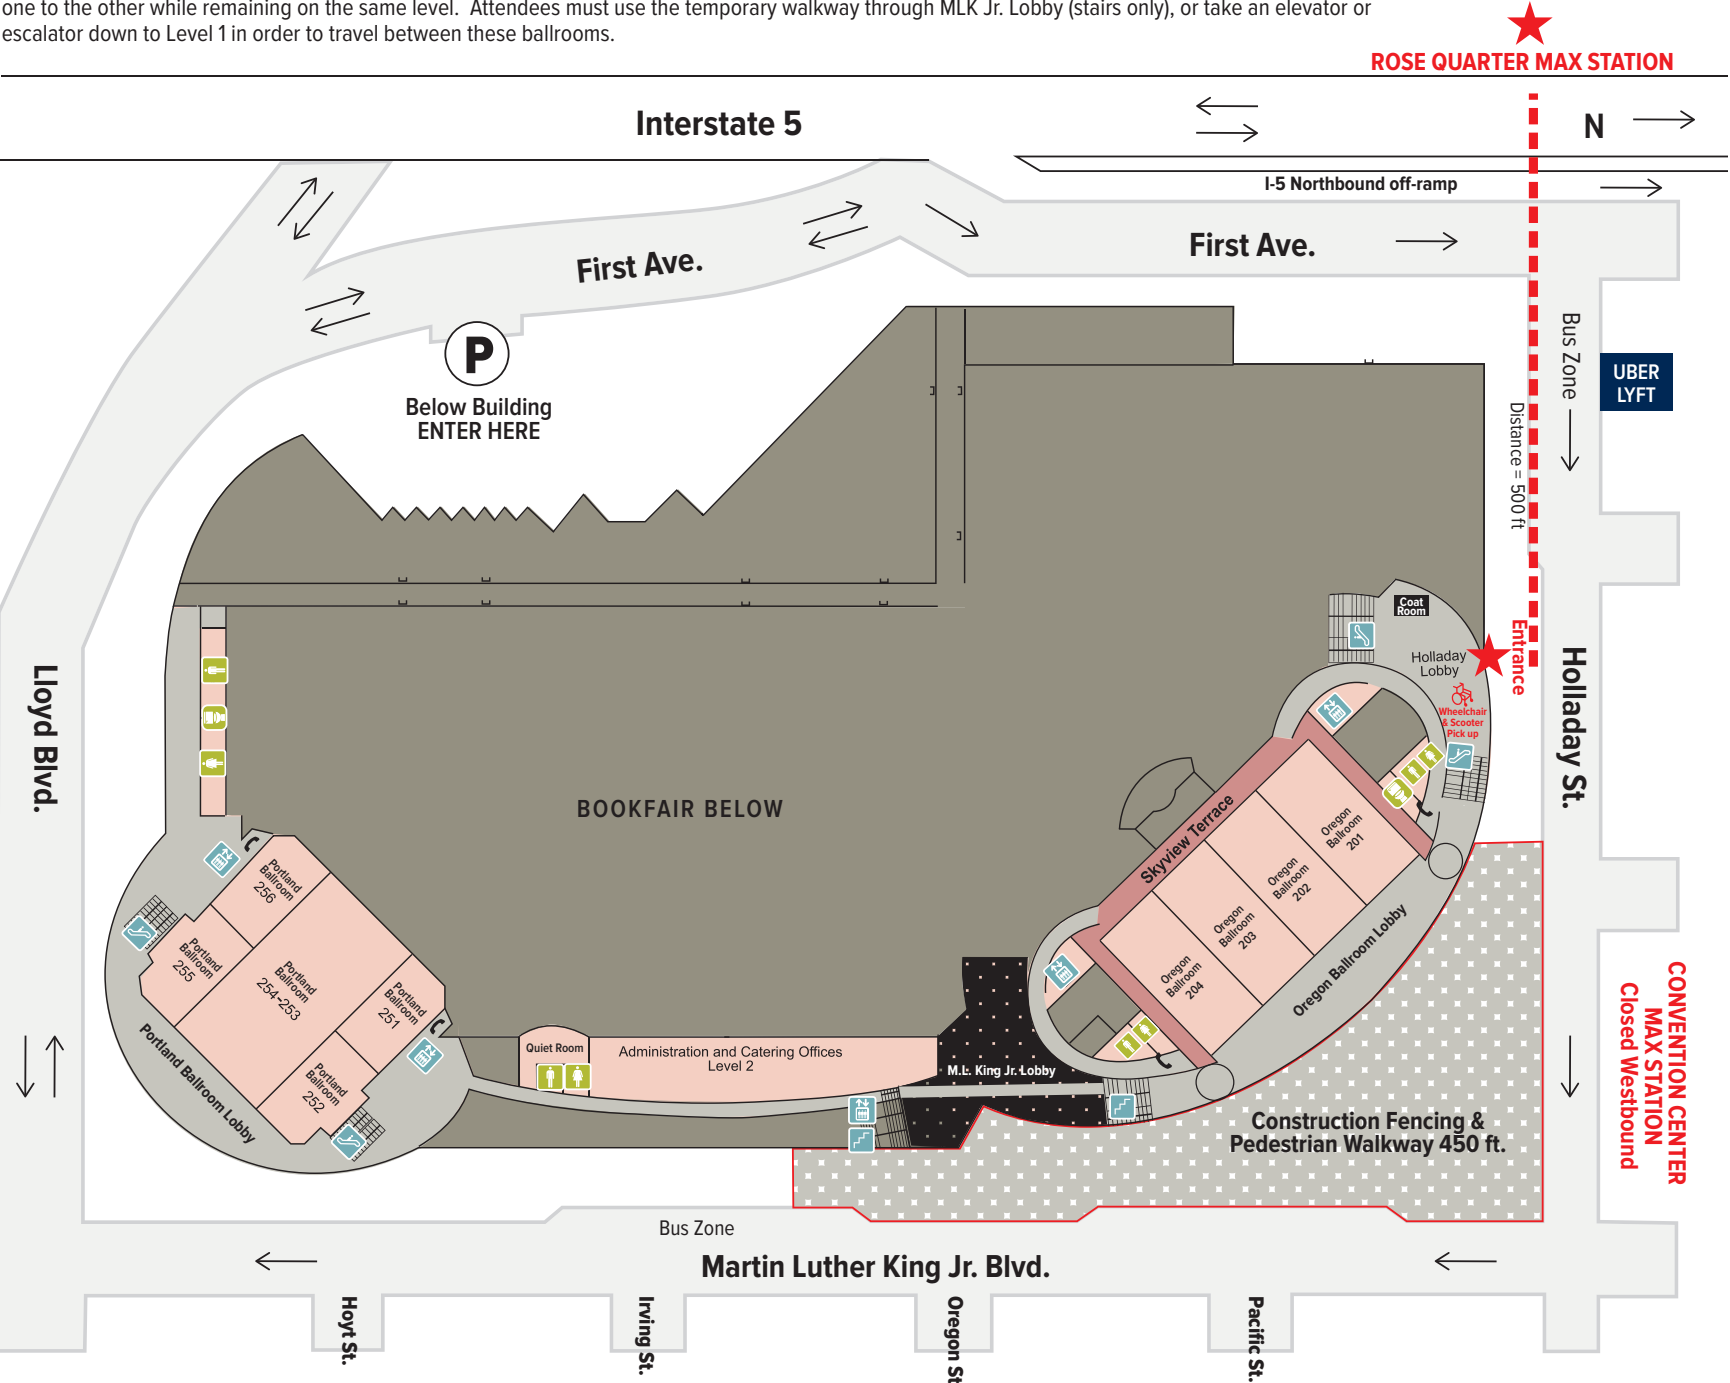 one to the other while remaining on the same level.  Attendees must use the temporary walkway through MLK Jr. Lobby (stairs only), or take an elevator or
escalator down to Level 1 in order to travel between these ballrooms.
ROSE QUARTER MAX STATION
Interstate 5
N
I-5 Northbound off-ramp
First Ave.
First Ave.
P
Below Building
ENTER HERE
Bus Zone
UBER
LYFT
Distance = 500 ft
Coat
Room
Entrance
Holladay
Lobby
Wheelchair
& Scooter
Pick up
Lloyd Blvd.
Holladay St.
BOOKFAIR BELOW
Skyview Terrace
Oregon
Ballroom
201
Oregon
Ballroom
202
Oregon
Ballroom
203
Oregon
Ballroom
204
Oregon Ballroom Lobby
Portland
Ballroom
256
Portland
Ballroom
255
Portland
Ballroom
254-253
Portland
Ballroom
251
Portland
Ballroom
252
Portland Ballroom Lobby
Quiet Room
Administration and Catering Offices
Level 2
M.L. King Jr. Lobby
CONVENTION CENTER
MAX STATION
Closed Westbound
Construction Fencing &
Pedestrian Walkway 450 ft.
Bus Zone
Martin Luther King Jr. Blvd.
Hoyt St.
Irving St.
Oregon St
Pacific St.